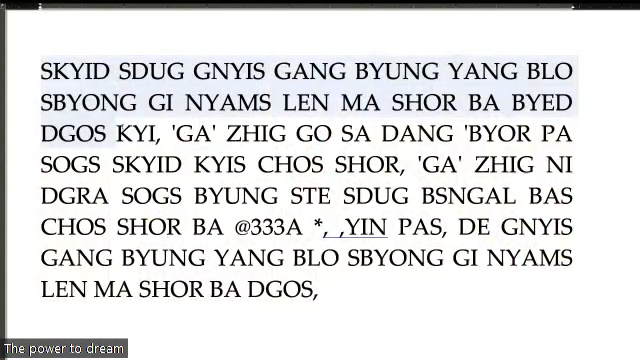 SKYID SDUG GNYIS GANG BYUNG YANG BLO
SBYONG GI NYAMS LEN MA SHOR BA BYED
DGOS KYI, 'GA' ZHIG GO SA DANG 'BYOR PA
SOGS SKYID KYIS CHOS SHOR, 'GA' ZHIG NI
DGRA SOGS BYUNG STE SDUG BSNGAL BAS
CHOS SHOR BA @333A *, ,YIN PAS, DE GNYIS
GANG BYUNG YANG BLO SBYONG GI NYAMS
LEN MA SHOR BA DGOS,
The power to dream